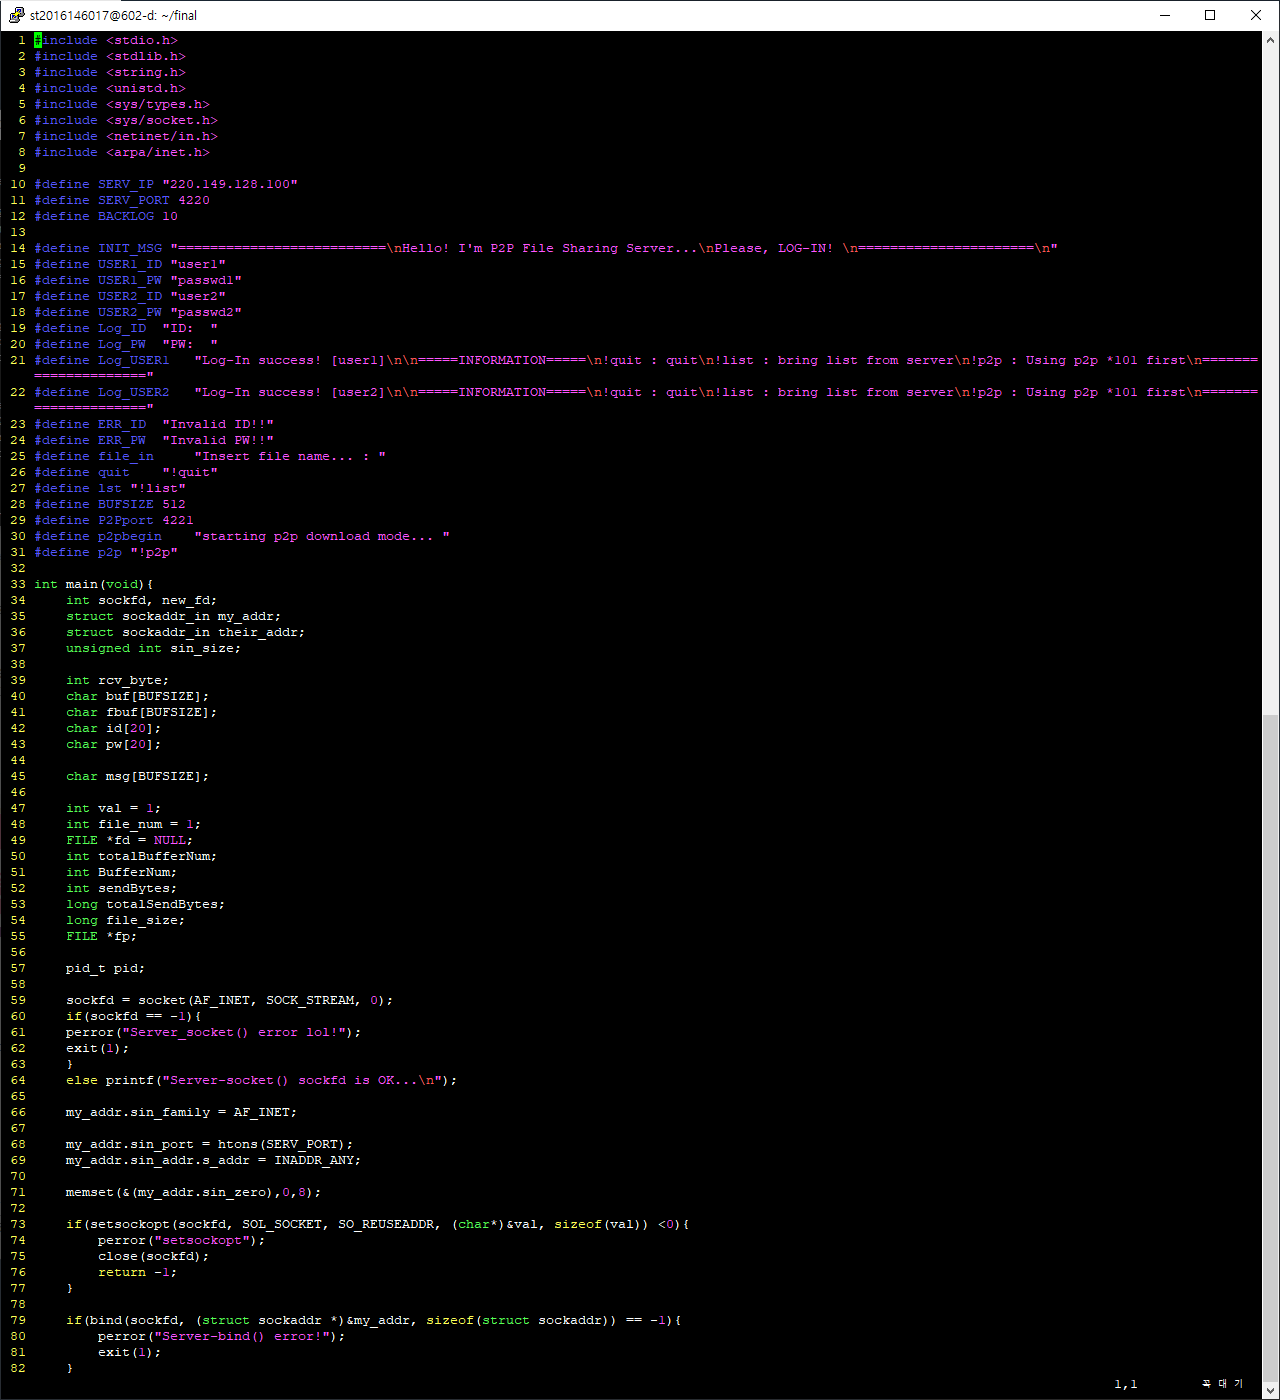 st2016146017@602-d: ~/final
1 #include <stdio.h>
2 #include <stdlib.h>
3 #include <string.h>
4 #include <unistd.h>
5 #include <sys/types.h>
6 #include <sys/socket.h>
7 #include <netinet/in.h>
8 #include <arpa/inet.h>
9
10 #define SERV_IP "220.149.128.100"
11 #define SERV_PORT 4220
12 #define BACKLOG 10
13
14 #define INIT_MSG "==========================\nHello! I'm P2P File Sharing Server...\nPlease, LOG-IN! \n======================\n"
15 #define USER1_ID "user1"
16 #define USER1_PW "passwd1"
17 #define USER2_ID "user2"
18 #define USER2_PW "passwd2"
19 #define Log_ID  "ID:  "
20 #define Log_PW  "PW:  "
21 #define Log_USER1   "Log-In success! [user1]\n\n=====INFORMATION=====\n!quit : quit\n!list : bring list from server\n!p2p : Using p2p *101 first\n=======
==============="
22 #define Log_USER2   "Log-In success! [user2]\n\n=====INFORMATION=====\n!quit : quit\n!list : bring list from server\n!p2p : Using p2p *101 first\n=======
==============="
23 #define ERR_ID  "Invalid ID!!"
24 #define ERR_PW  "Invalid PW!!"
25 #define file_in     "Insert file name... : "
26 #define quit    "!quit"
27 #define lst "!list"
28 #define BUFSIZE 512
29 #define P2Pport 4221
30 #define p2pbegin    "starting p2p download mode... "
31 #define p2p "!p2p"
32
33 int main(void){
34     int sockfd, new_fd;
35     struct sockaddr_in my_addr;
36     struct sockaddr_in their_addr;
37     unsigned int sin_size;
38
39     int rcv_byte;
40     char buf[BUFSIZE];
41     char fbuf[BUFSIZE];
42     char id[20];
43     char pw[20];
44
45     char msg[BUFSIZE];
46
47     int val = 1;
48     int file_num = 1;
49     FILE *fd = NULL;
50     int totalBufferNum;
51     int BufferNum;
52     int sendBytes;
53     long totalSendBytes;
54     long file_size;
55     FILE *fp;
56
57     pid_t pid;
58
59     sockfd = socket(AF_INET, SOCK_STREAM, 0);
60     if(sockfd == -1){
61     perror("Server_socket() error lol!");
62     exit(1);
63     }
64     else printf("Server-socket() sockfd is OK...\n");
65
66     my_addr.sin_family = AF_INET;
67
68     my_addr.sin_port = htons(SERV_PORT);
69     my_addr.sin_addr.s_addr = INADDR_ANY;
70
71     memset(&(my_addr.sin_zero),0,8);
72
73     if(setsockopt(sockfd, SOL_SOCKET, SO_REUSEADDR, (char*)&val, sizeof(val)) <0){
74         perror("setsockopt");
75         close(sockfd);
76         return -1;
77     }
78
79     if(bind(sockfd, (struct sockaddr *)&my_addr, sizeof(struct sockaddr)) == -1){
80         perror("Server-bind() error!");
81         exit(1);
82     }
1,1 꼭대기